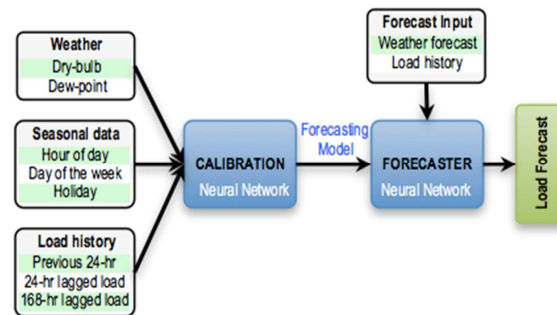 Weather
Dry-bulb
Dew-point
Seasonal data
Hour of day
Day of the week
Holiday
Load history
Previous 24-hr
24-hr lagged load
168-hr lagged load
CALIBRATION
Neural Network
Forecasting
Model
Forecast Input
Weather forecast
Load history
FORECASTER
Neural Network
Load Forecast